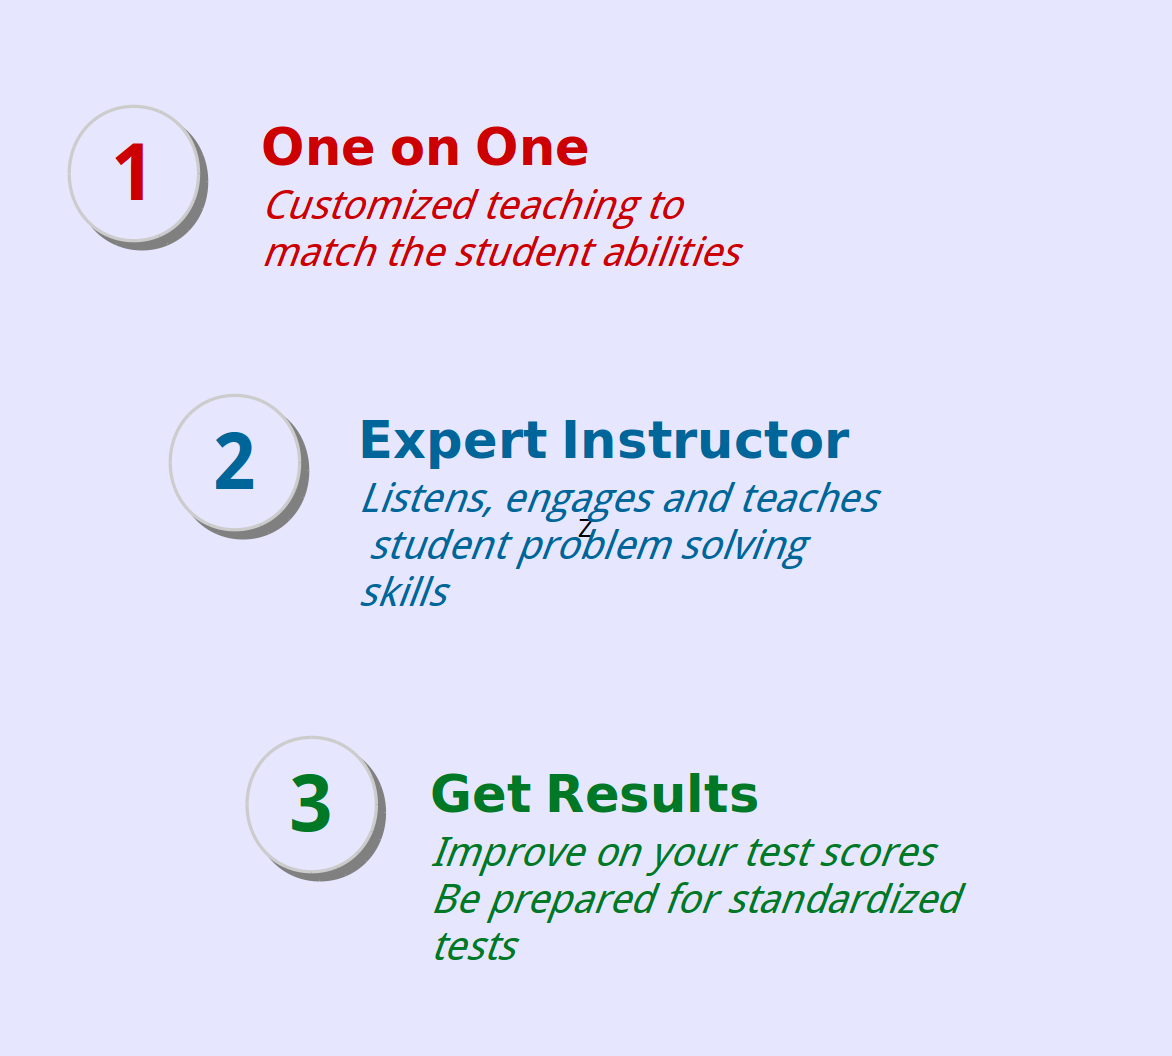 1
One on One
Customized teaching to
match the student abilities
2
Expert Instructor
Listens, engages and teaches
z
student problem solving
skills
3
Get Results
Improve on your test scores
Be prepared for standardized
tests